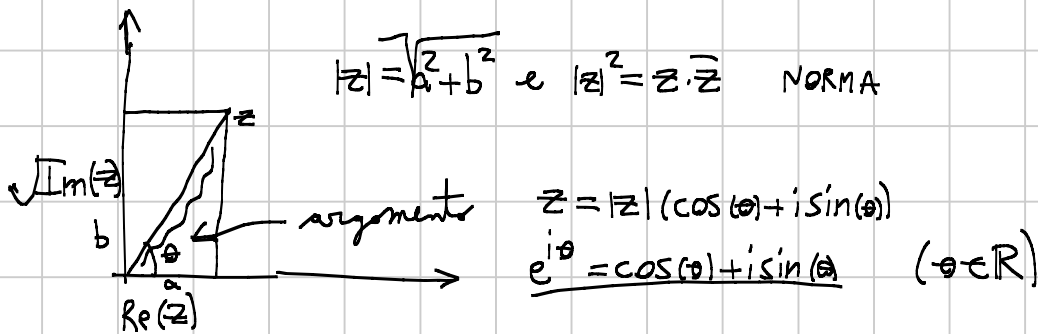 |z| = √a²+b² e |z|² = z·z̅ NORMA
z
Im(z)
argomento
z = |z| (cos(θ) + i sin(θ))
b
θ
e^{iθ} = cos(θ) + i sin(θ) (θ∈ℝ)
a
Re(z)